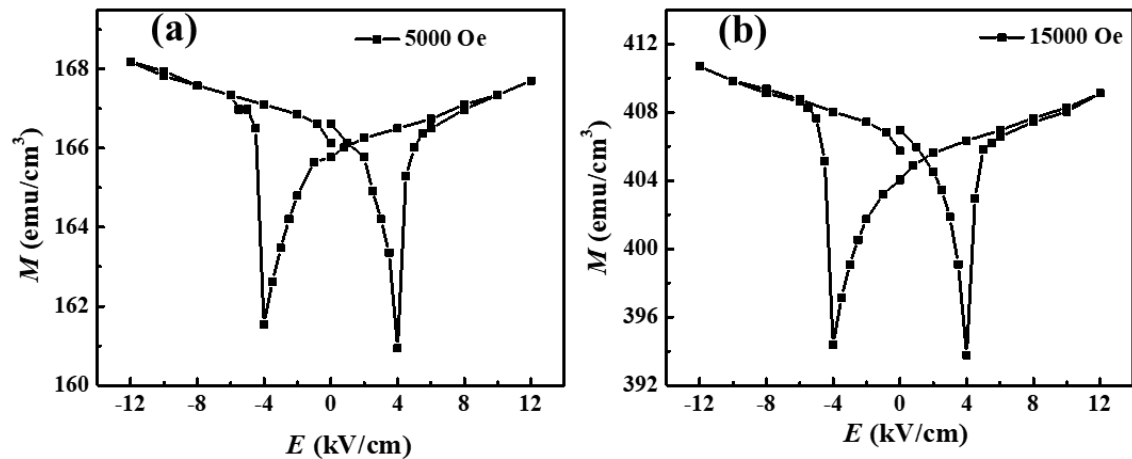 (a)
5000 Oe
168
166
164
162
160
M (emu/cm³)
-12 -8 -4 0 4 8 12
E (kV/cm)
(b)
15000 Oe
412
408
404
400
396
392
M (emu/cm³)
-12 -8 -4 0 4 8 12
E (kV/cm)